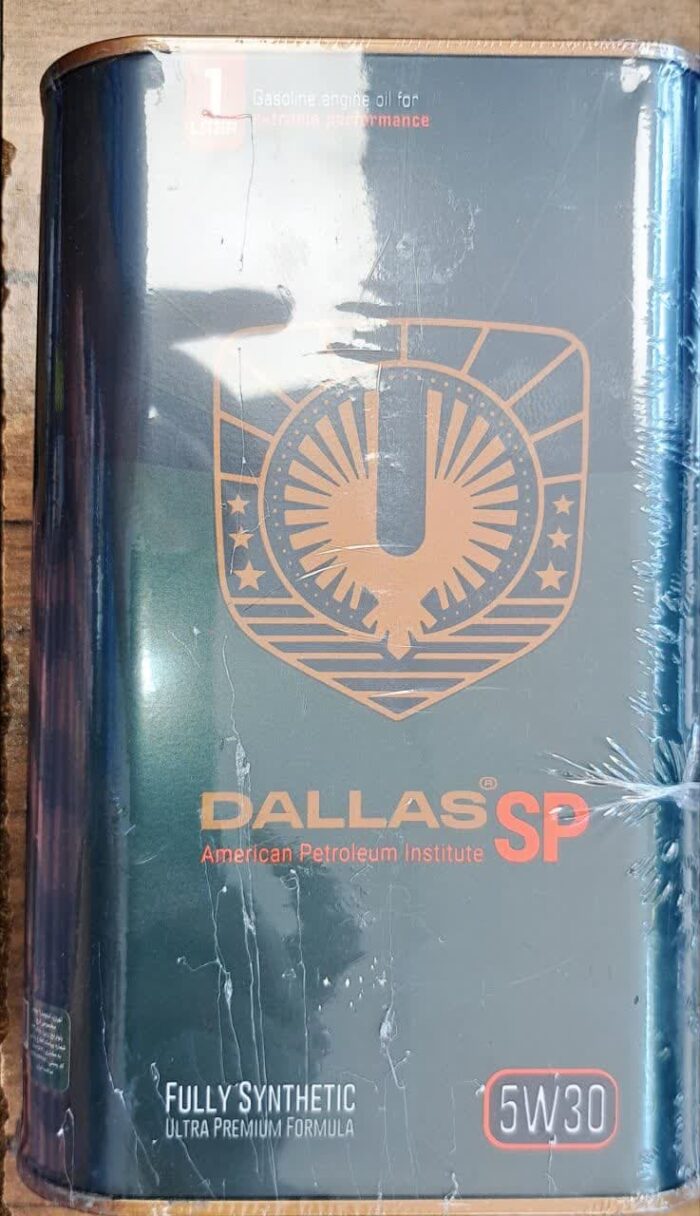 1
LITER
Gasoline engine oil for
extreme performance
DALLAS®
SP
American Petroleum Institute
FULLY SYNTHETIC
ULTRA PREMIUM FORMULA
5W30